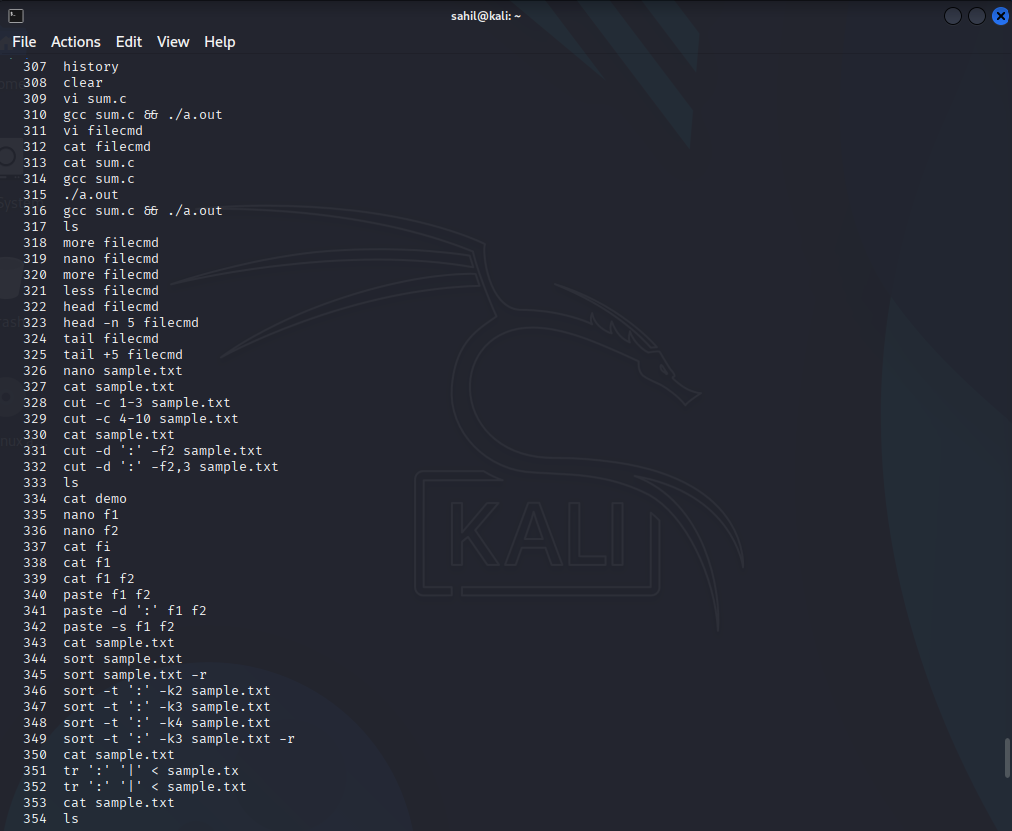 sahil@kali: ~
File Actions Edit View Help
307 history
308 clear
309 vi sum.c
310 gcc sum.c && ./a.out
311 vi filecmd
312 cat filecmd
313 cat sum.c
314 gcc sum.c
315 ./a.out
316 gcc sum.c && ./a.out
317 ls
318 more filecmd
319 nano filecmd
320 more filecmd
321 less filecmd
322 head filecmd
323 head -n 5 filecmd
324 tail filecmd
325 tail +5 filecmd
326 nano sample.txt
327 cat sample.txt
328 cut -c 1-3 sample.txt
329 cut -c 4-10 sample.txt
330 cat sample.txt
331 cut -d ':' -f2 sample.txt
332 cut -d ':' -f2,3 sample.txt
333 ls
334 cat demo
335 nano f1
336 nano f2
337 cat fi
338 cat f1
339 cat f1 f2
340 paste f1 f2
341 paste -d ':' f1 f2
342 paste -s f1 f2
343 cat sample.txt
344 sort sample.txt
345 sort sample.txt -r
346 sort -t ':' -k2 sample.txt
347 sort -t ':' -k3 sample.txt
348 sort -t ':' -k4 sample.txt
349 sort -t ':' -k3 sample.txt -r
350 cat sample.txt
351 tr ':' '|' < sample.tx
352 tr ':' '|' < sample.txt
353 cat sample.txt
354 ls
KALI